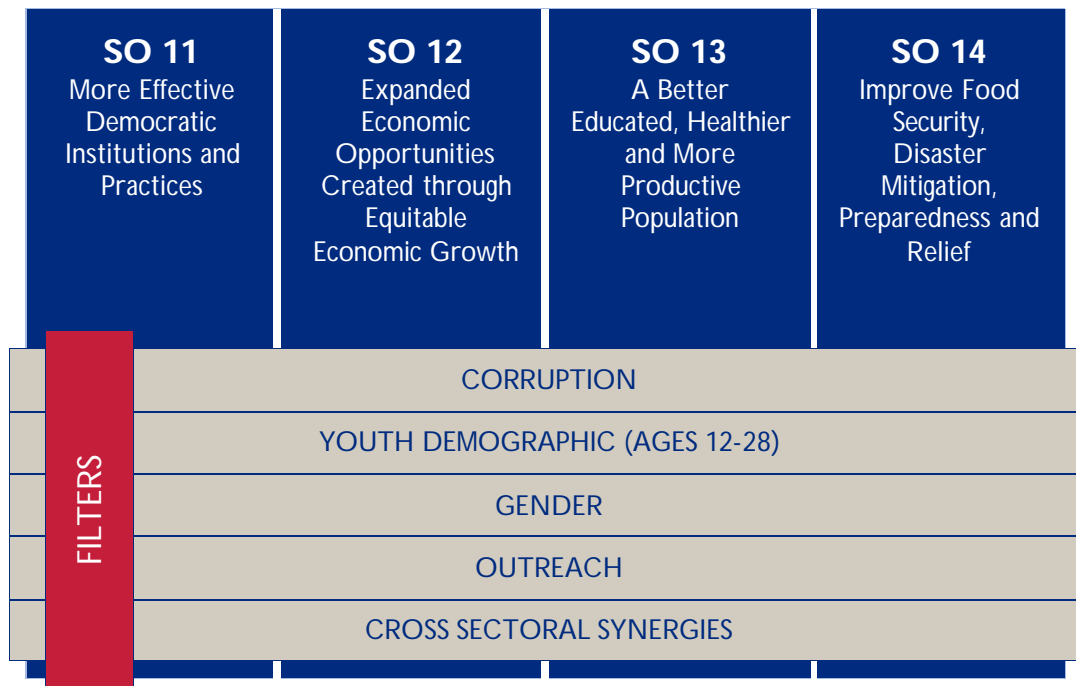 SO 11
More Effective
Democratic
Institutions and
Practices
SO 12
Expanded
Economic
Opportunities
Created through
Equitable
Economic Growth
SO 13
A Better
Educated, Healthier
and More
Productive
Population
SO 14
Improve Food
Security,
Disaster
Mitigation,
Preparedness and
Relief
FILTERS
CORRUPTION
YOUTH DEMOGRAPHIC (AGES 12-28)
GENDER
OUTREACH
CROSS SECTORAL SYNERGIES